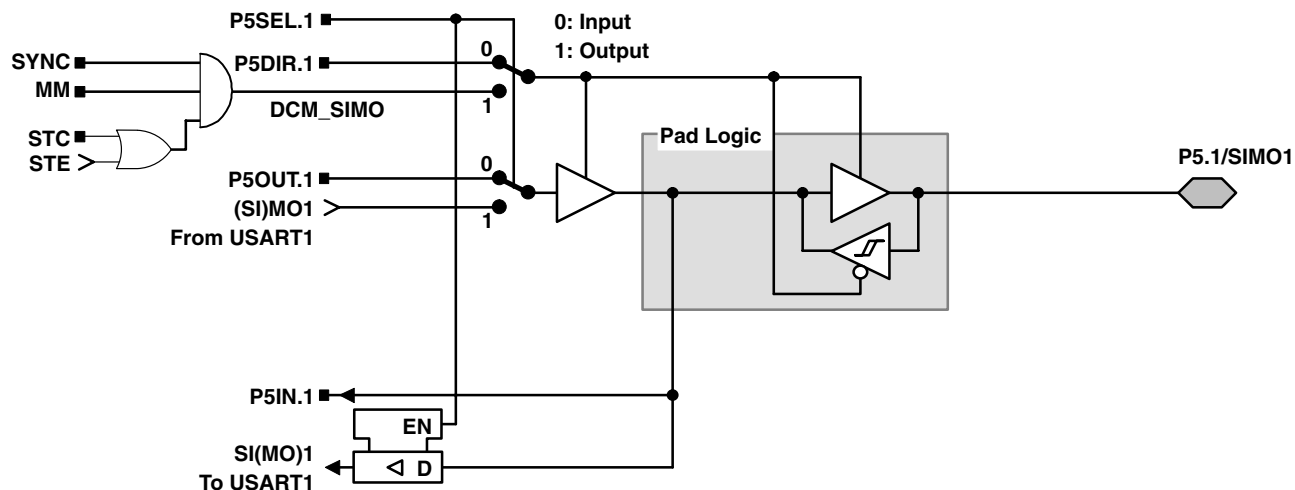 P5SEL.1
0: Input
1: Output
SYNC
P5DIR.1
0
MM
1
DCM_SIMO
STC
STE
Pad Logic
P5.1/SIMO1
P5OUT.1
0
(SI)MO1
1
From USART1
P5IN.1
EN
SI(MO)1
D
To USART1